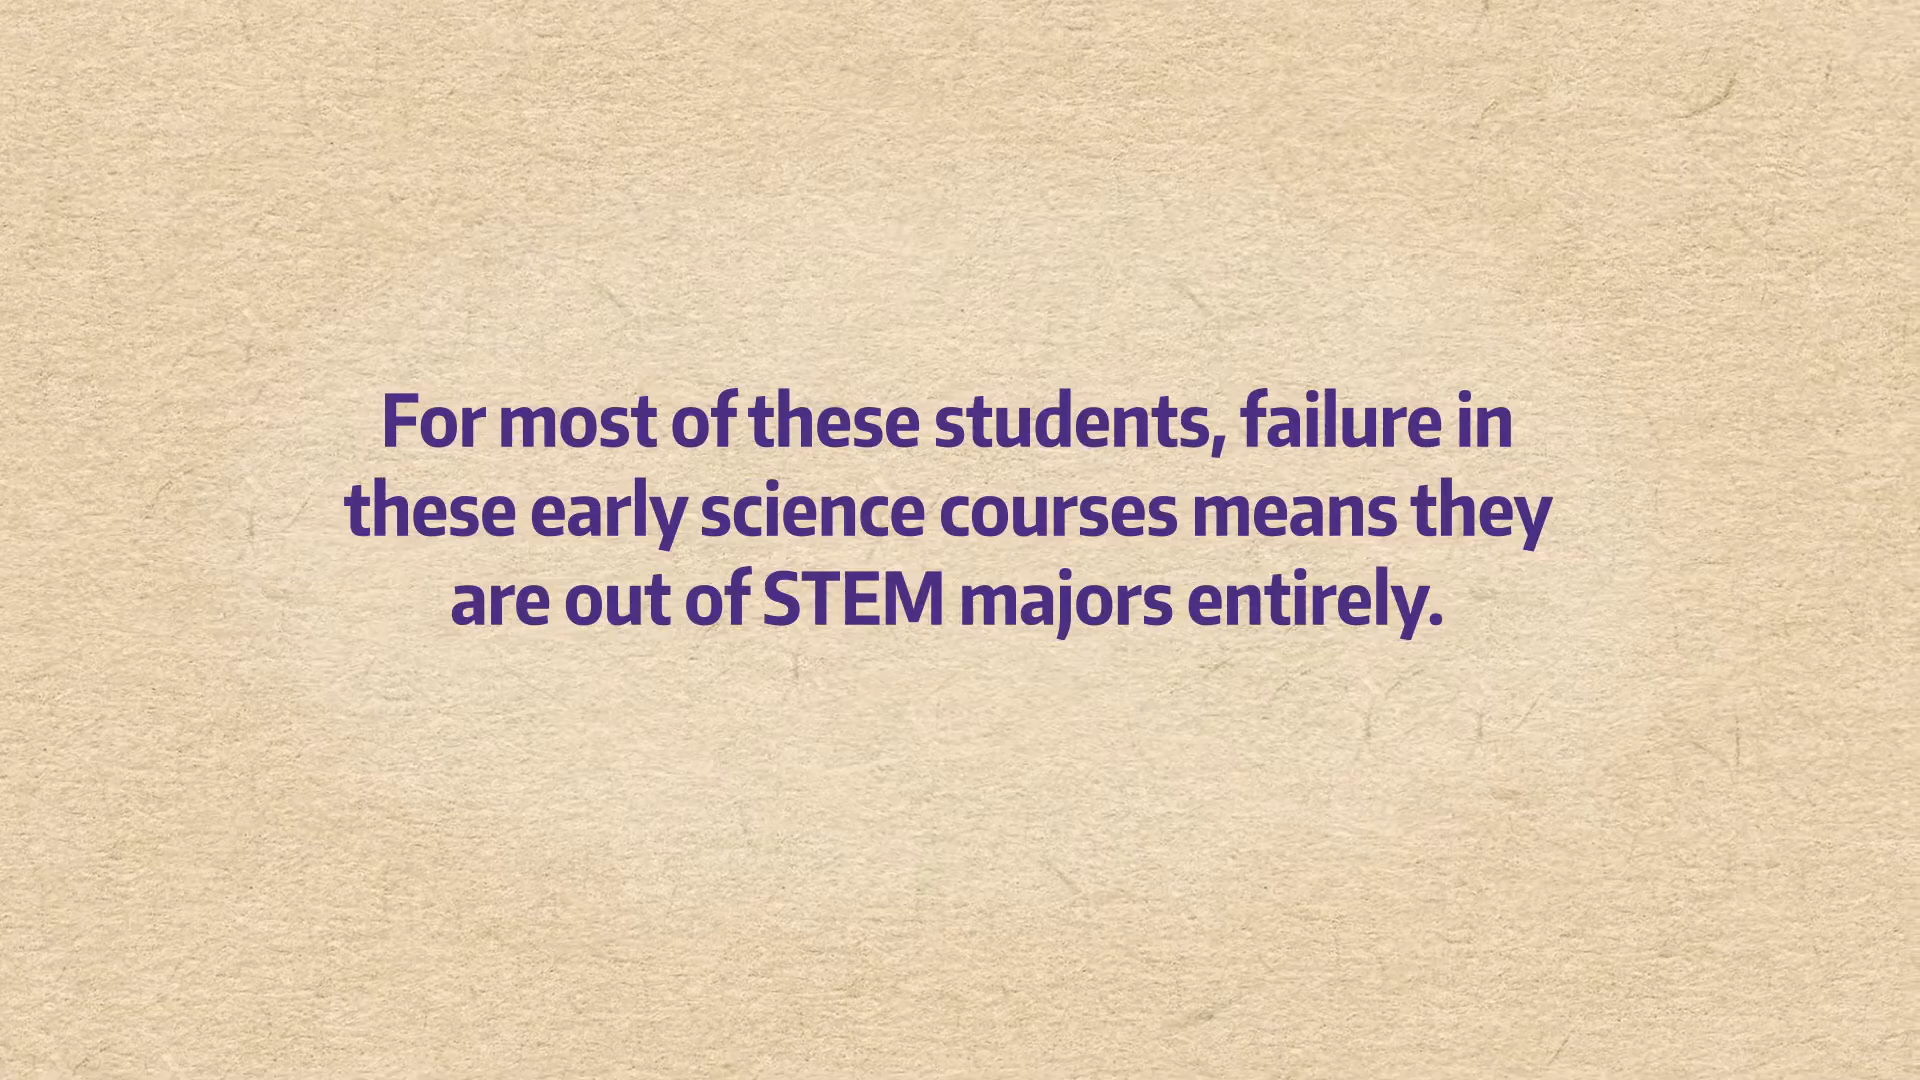 For most of these students, failure in
these early science courses means they
are out of STEM majors entirely.